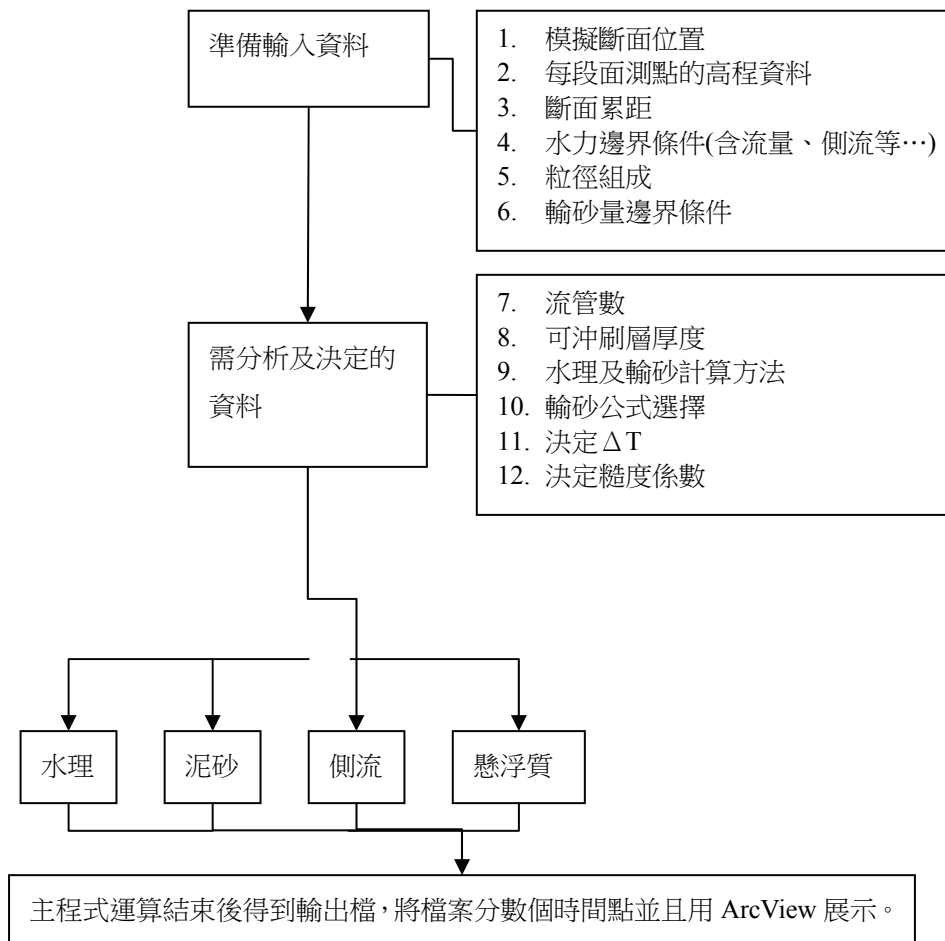 準備輸入資料
1. 模擬斷面位置
2. 每段面測點的高程資料
3. 斷面累距
4. 水力邊界條件(含流量、側流等…)
5. 粒徑組成
6. 輸砂量邊界條件
需分析及決定的
資料
7. 流管數
8. 可沖刷層厚度
9. 水理及輸砂計算方法
10. 輸砂公式選擇
11. 決定ΔT
12. 決定糙度係數
水理
泥砂
側流
懸浮質
主程式運算結束後得到輸出檔，將檔案分數個時間點並且用 ArcView 展示。